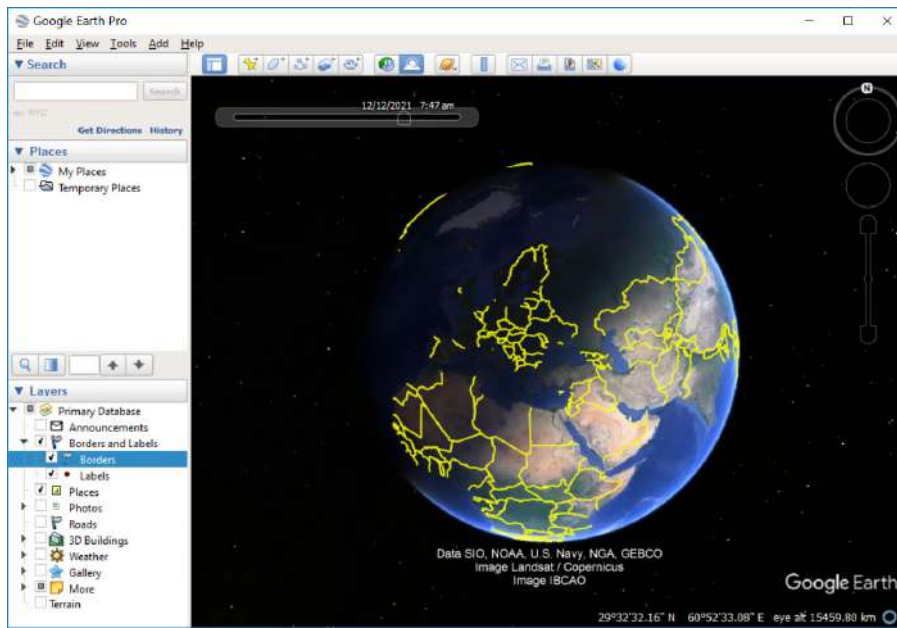 Google Earth Pro
File Edit View Tools Add Help
Search
Search
Get Directions History
Places
My Places
Temporary Places
Layers
Primary Database
Announcements
Borders and Labels
Borders
Labels
Places
Photos
Roads
3D Buildings
Weather
Gallery
More
Terrain
12/12/2021 7:47 am
N
Data SIO, NOAA, U.S. Navy, NGA, GEBCO
Image Landsat / Copernicus
Image IBCAO
Google Earth
29°32'32.16" N 60°52'33.08" E eye alt 15459.80 km